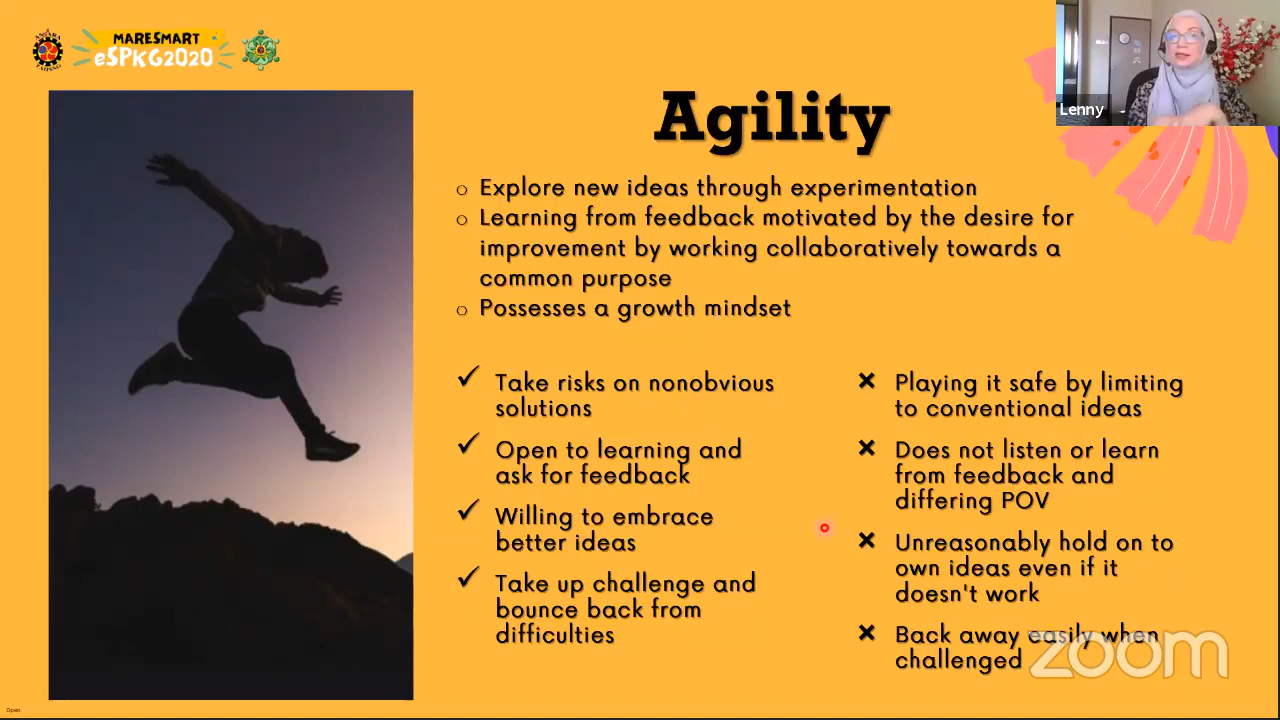 MARESMART
eSPKG2020
Lenny
Agility
Explore new ideas through experimentation
Learning from feedback motivated by the desire for
improvement by working collaboratively towards a
common purpose
Possesses a growth mindset
Take risks on nonobvious
solutions
Open to learning and
ask for feedback
Willing to embrace
better ideas
Take up challenge and
bounce back from
difficulties
Playing it safe by limiting
to conventional ideas
Does not listen or learn
from feedback and
differing POV
Unreasonably hold on to
own ideas even if it
doesn't work
Back away easily when
challenged
zoom
Open